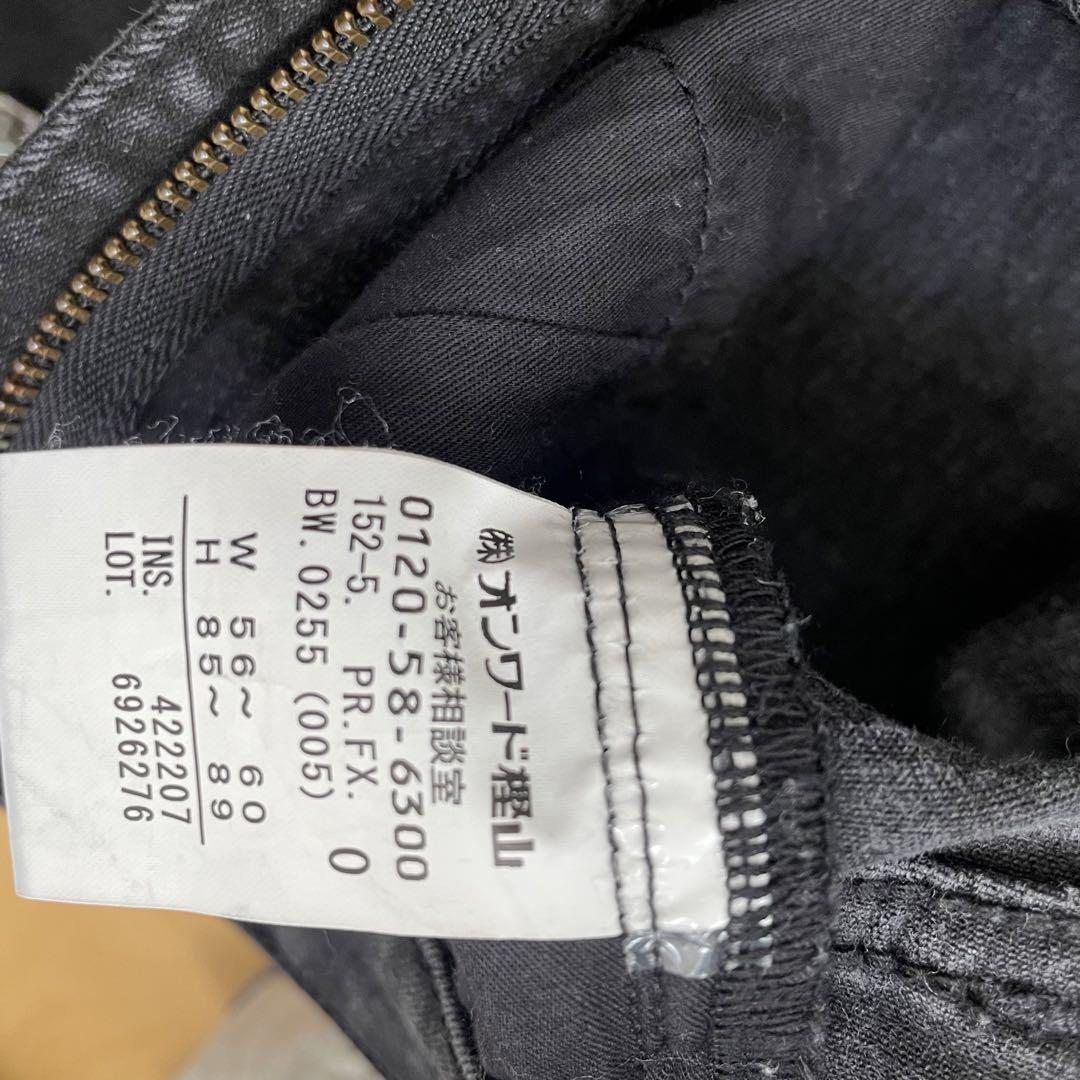 ㈱オンワード樫山
お客様相談室
0120-58-6300
152-5. PR.FX. 0
BW.0255 (005)
W 56~ 60
H 85~ 89
INS. 422207
LOT. 6926276